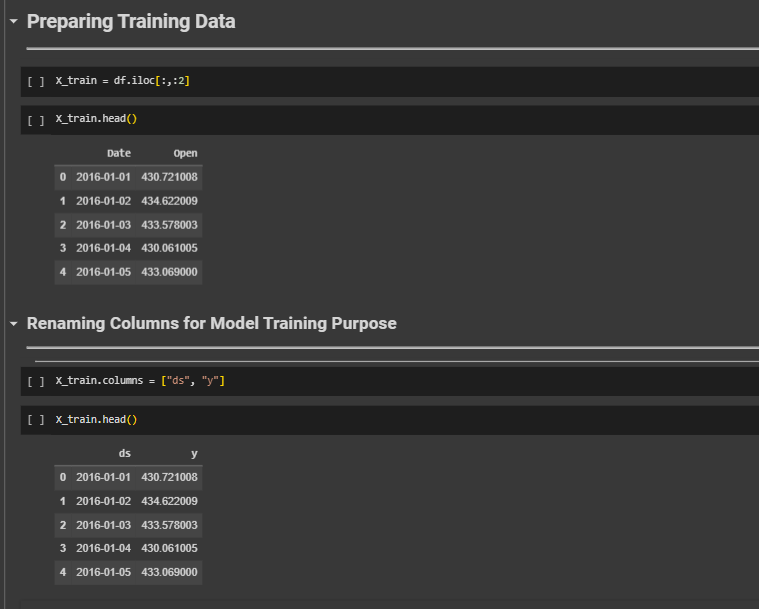 Preparing Training Data
[ ] X_train = df.iloc[:,:2]
[ ] X_train.head()
Date Open
0 2016-01-01 430.721008
1 2016-01-02 434.622009
2 2016-01-03 433.578003
3 2016-01-04 430.061005
4 2016-01-05 433.069000
Renaming Columns for Model Training Purpose
[ ] X_train.columns = ["ds", "y"]
[ ] X_train.head()
ds y
0 2016-01-01 430.721008
1 2016-01-02 434.622009
2 2016-01-03 433.578003
3 2016-01-04 430.061005
4 2016-01-05 433.069000